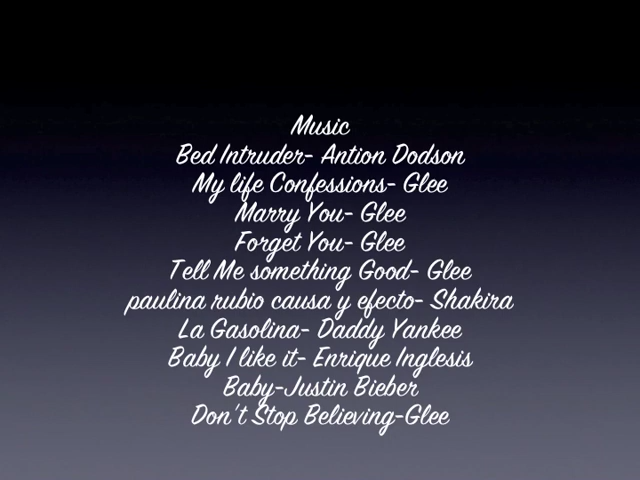 Music
Bed Intruder- Antion Dodson
My life Confessions- Glee
Marry You- Glee
Forget You- Glee
Tell Me something Good- Glee
paulina rubio causa y efecto- Shakira
La Gasolina- Daddy Yankee
Baby I like it- Enrique Inglesis
Baby-Justin Bieber
Don't Stop Believing-Glee